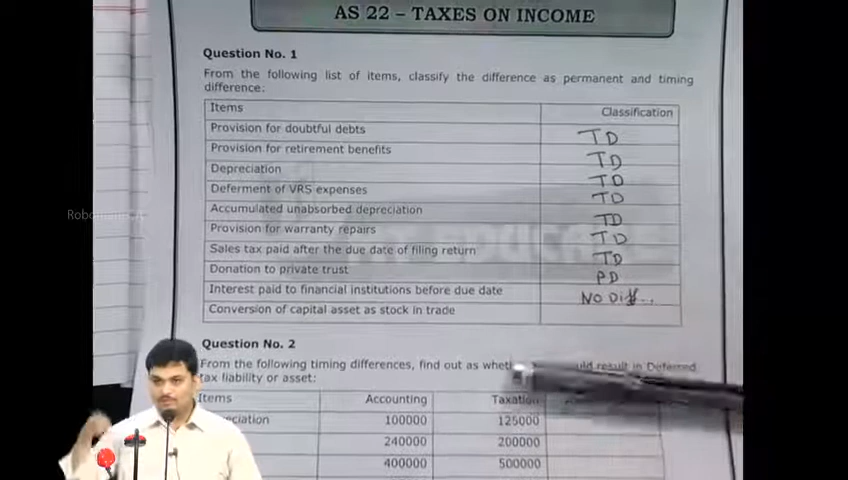 AS 22 – TAXES ON INCOME
Question No. 1
From the following list of items, classify the difference as permanent and timing
difference:
Items Classification
Provision for doubtful debts TD
Provision for retirement benefits TD
Depreciation TD
Deferment of VRS expenses TD
Accumulated unabsorbed depreciation TD
Provision for warranty repairs TD
Sales tax paid after the due date of filing return TD
Donation to private trust PD
Interest paid to financial institutions before due date NO Diff..
Conversion of capital asset as stock in trade
Question No. 2
From the following timing differences, find out as result in Deferred
tax liability or asset:
Items Accounting Taxation
100000 125000
240000 200000
400000 500000